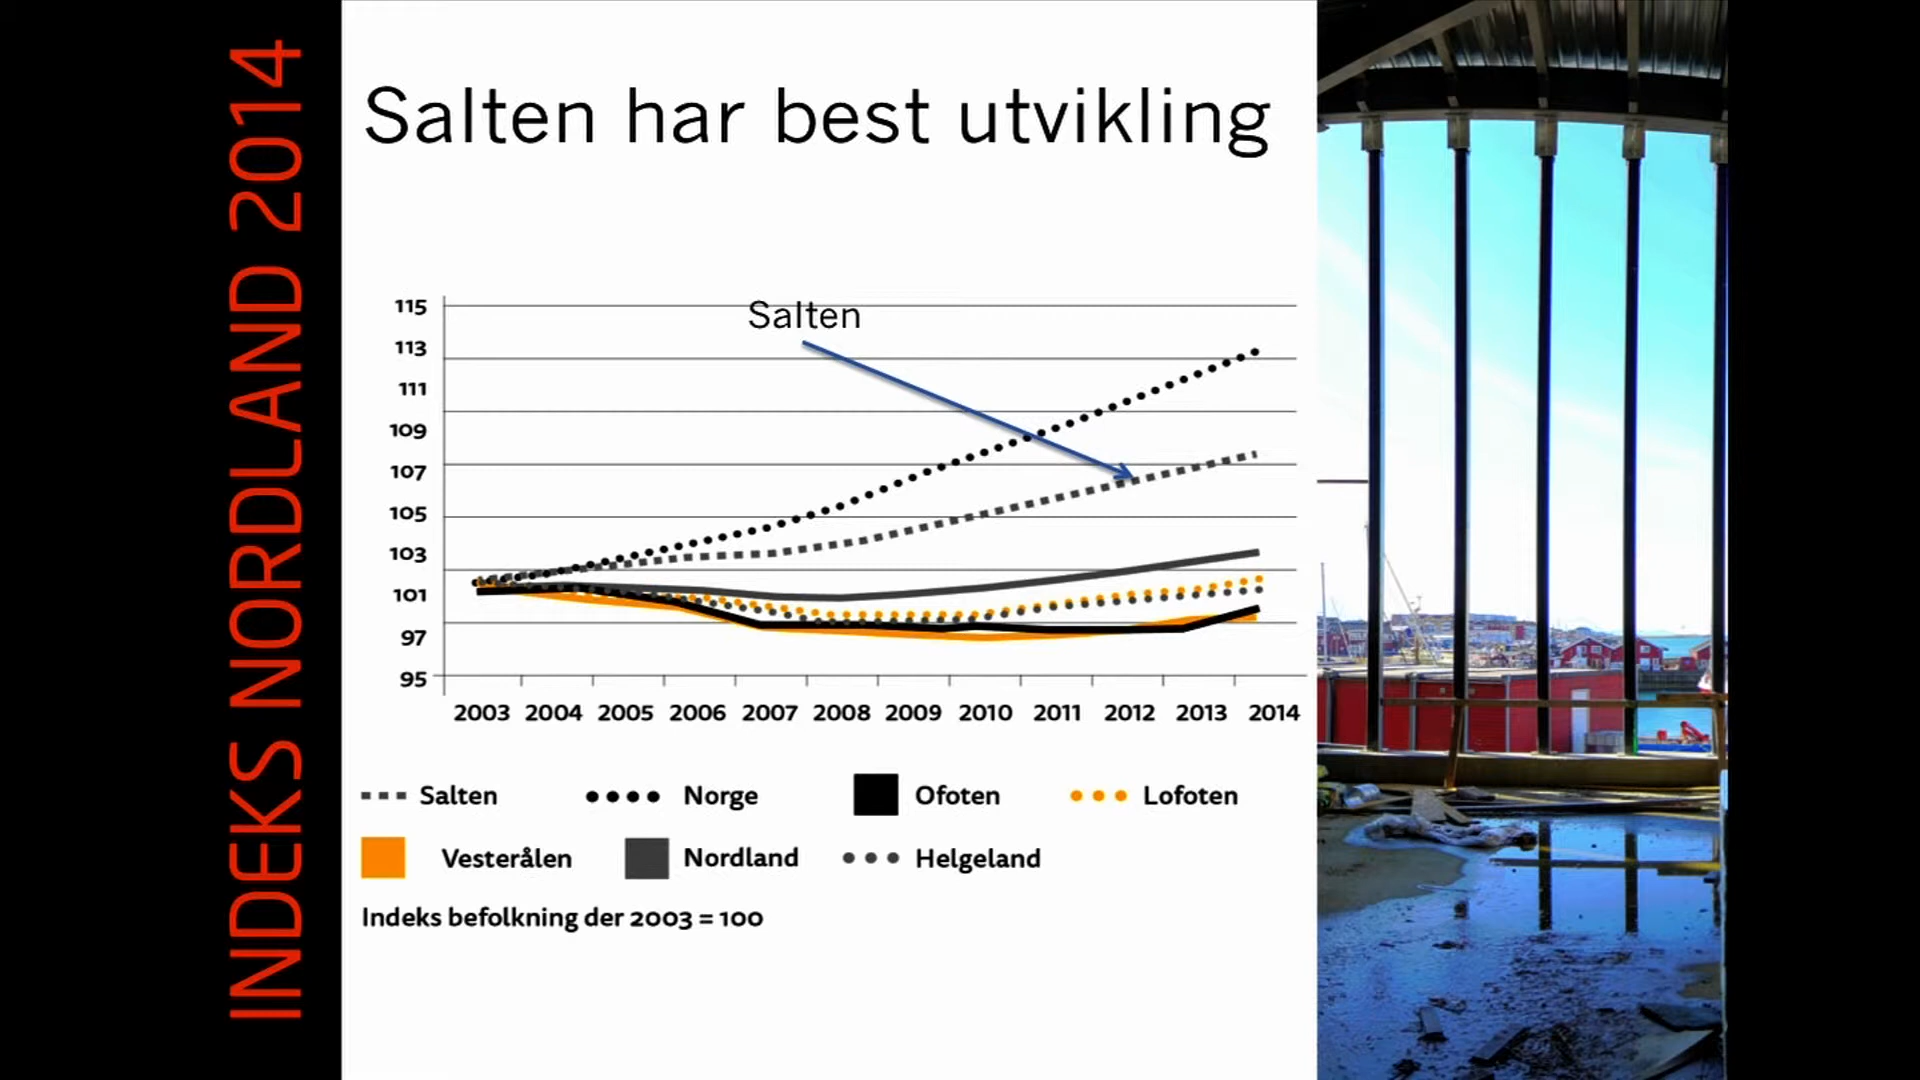 INDEKS NORDLAND 2014
Salten har best utvikling
Salten
115
113
111
109
107
105
103
101
97
95
2003 2004 2005 2006 2007 2008 2009 2010 2011 2012 2013 2014
Salten Norge Ofoten Lofoten
Vesterålen Nordland Helgeland
Indeks befolkning der 2003 = 100